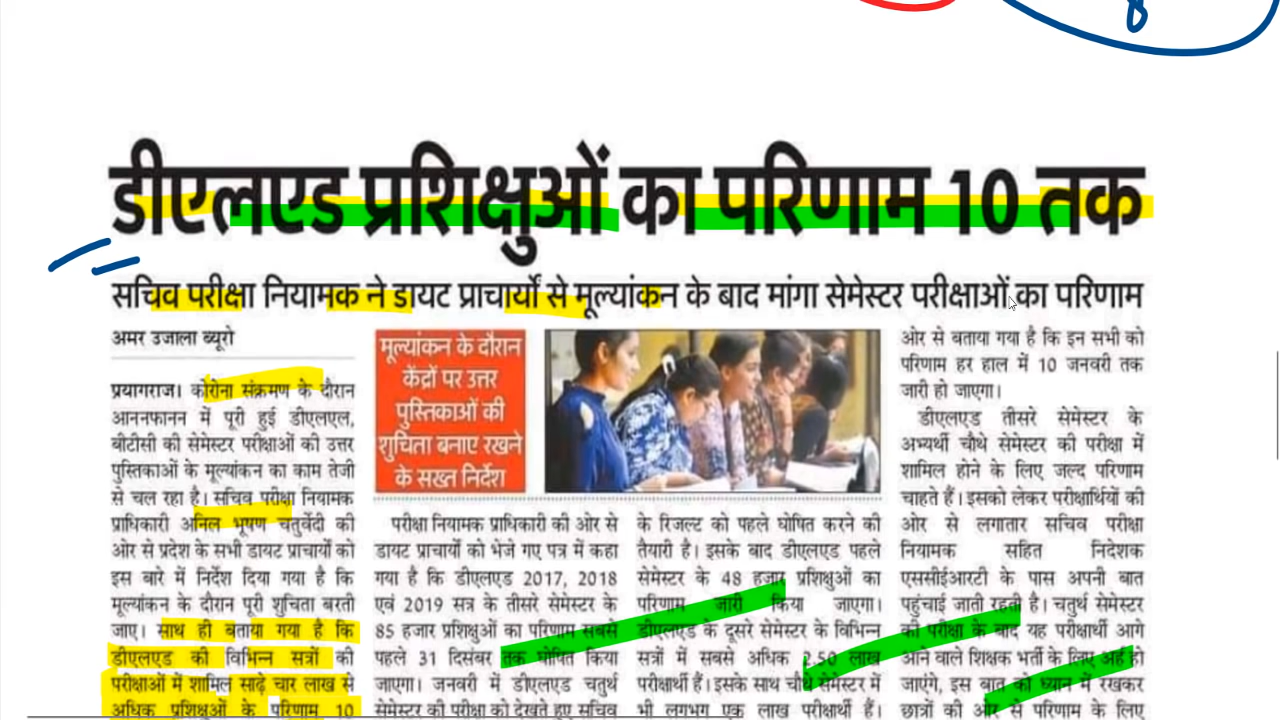 डीएलएड प्रशिक्षुओं का परिणाम 10 तक
सचिव परीक्षा नियामक ने डायट प्राचार्यों से मूल्यांकन के बाद मांगा सेमेस्टर परीक्षाओं का परिणाम
अमर उजाला ब्यूरो
प्रयागराज। कोरोना संक्रमण के दौरान
आननफानन में पूरी हुई डीएलएल,
बीटीसी की सेमेस्टर परीक्षाओं की उत्तर
पुस्तिकाओं के मूल्यांकन का काम तेजी
से चल रहा है। सचिव परीक्षा नियामक
प्राधिकारी अनिल भूषण चतुर्वेदी की
ओर से प्रदेश के सभी डायट प्राचार्यों को
इस बारे में निर्देश दिया गया है कि
मूल्यांकन के दौरान पूरी शुचिता बरती
जाए। साथ ही बताया गया है कि
डीएलएड की विभिन्न सत्रों की
परीक्षाओं में शामिल साढ़े चार लाख से
अधिक प्रशिक्षुओं के परिणाम 10
मूल्यांकन के दौरान
केंद्रों पर उत्तर
पुस्तिकाओं की
शुचिता बनाए रखने
के सख्त निर्देश
परीक्षा नियामक प्राधिकारी की ओर से
डायट प्राचार्यों को भेजे गए पत्र में कहा
गया है कि डीएलएड 2017, 2018
एवं 2019 सत्र के तीसरे सेमेस्टर के
85 हजार प्रशिक्षुओं का परिणाम सबसे
पहले 31 दिसंबर तक घोषित किया
जाएगा। जनवरी में डीएलएड चतुर्थ
सेमेस्टर की परीक्षा को देखते हुए सचिव
के रिजल्ट को पहले घोषित करने की
तैयारी है। इसके बाद डीएलएड पहले
सेमेस्टर के 48 हजार प्रशिक्षुओं का
परिणाम जारी किया जाएगा।
डीएलएड के दूसरे सेमेस्टर के विभिन्न
सत्रों में सबसे अधिक 2.50 लाख
परीक्षार्थी हैं। इसके साथ चौथे सेमेस्टर में
भी लगभग एक लाख परीक्षार्थी हैं।
ओर से बताया गया है कि इन सभी को
परिणाम हर हाल में 10 जनवरी तक
जारी हो जाएगा।
डीएलएड तीसरे सेमेस्टर के
अभ्यर्थी चौथे सेमेस्टर की परीक्षा में
शामिल होने के लिए जल्द परिणाम
चाहते हैं। इसको लेकर परीक्षार्थियों की
ओर से लगातार सचिव परीक्षा
नियामक सहित निदेशक
एससीईआरटी के पास अपनी बात
पहुंचाई जाती रहती है। चतुर्थ सेमेस्टर
की परीक्षा के बाद यह परीक्षार्थी आगे
आने वाले शिक्षक भर्ती के लिए अर्ह हो
जाएंगे, इस बात को ध्यान में रखकर
छात्रों की ओर से परिणाम के लिए